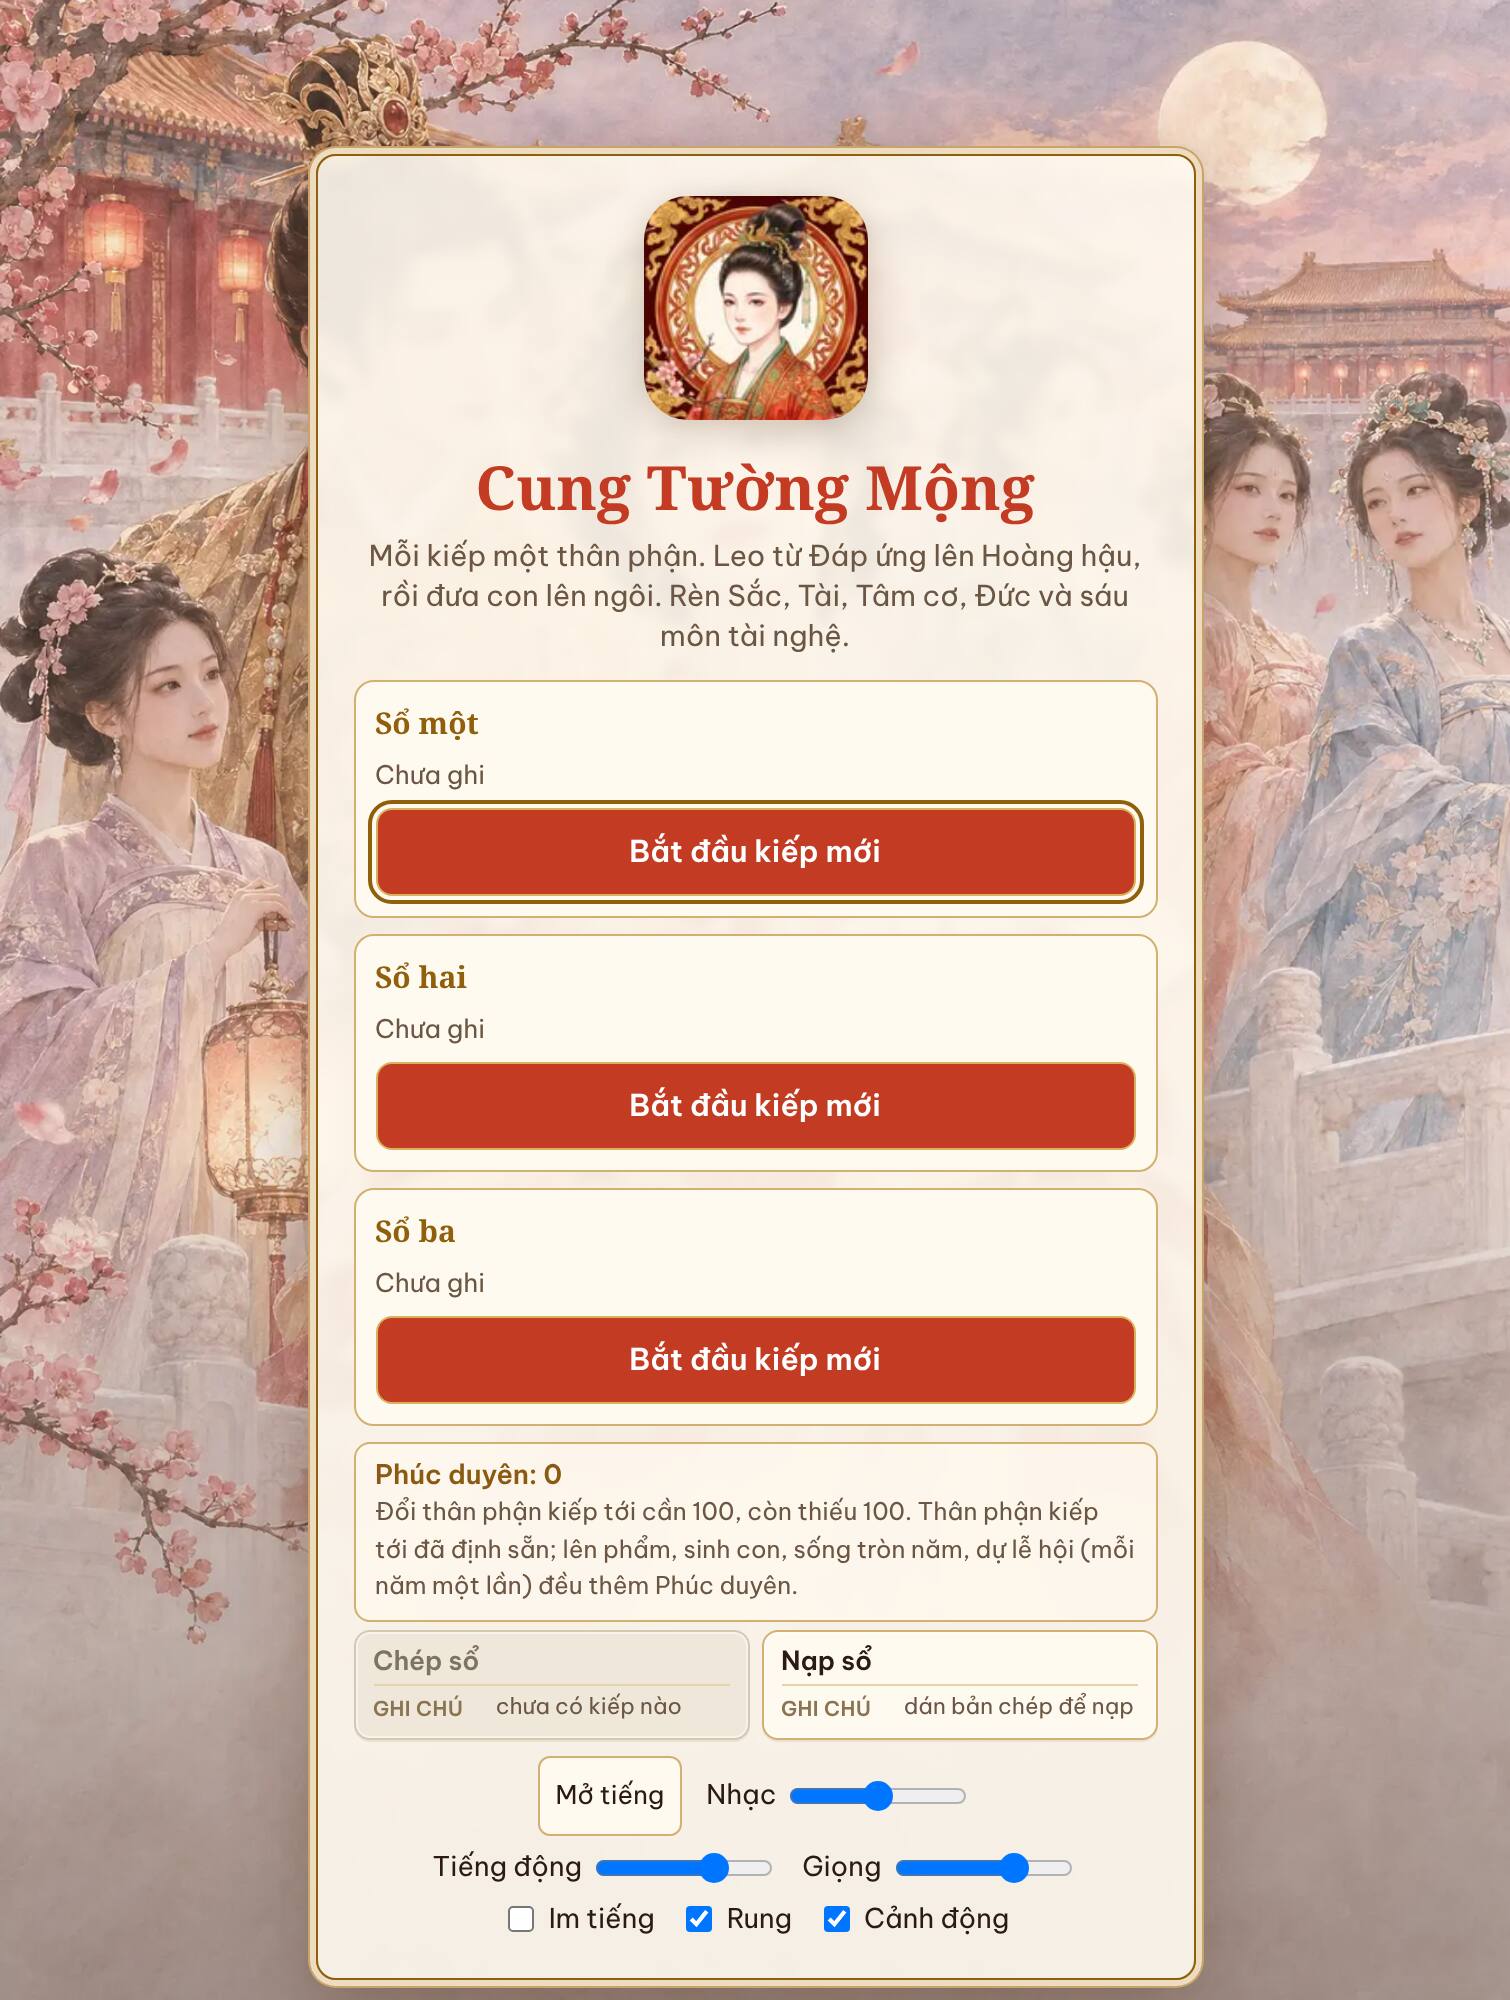 Cung Tường Mộng
Mỗi kiếp một thân phận. Leo từ Đáp ứng lên Hoàng hậu,
rồi đưa con lên ngôi. Rèn Sắc, Tài, Tâm cơ, Đức và sáu
môn tài nghệ.
Sổ một
Chưa ghi
Bắt đầu kiếp mới
Sổ hai
Chưa ghi
Bắt đầu kiếp mới
Sổ ba
Chưa ghi
Bắt đầu kiếp mới
Phúc duyên: 0
Đổi thân phận kiếp tới cần 100, còn thiếu 100. Thân phận kiếp
tới đã định sẵn; lên phẩm, sinh con, sống tròn năm, dự lễ hội (mỗi
năm một lần) đều thêm Phúc duyên.
Chép sổ
GHI CHÚ chưa có kiếp nào
Nạp sổ
GHI CHÚ dán bản chép để nạp
Mở tiếng Nhạc
Tiếng động Giọng
Im tiếng Rung Cảnh động